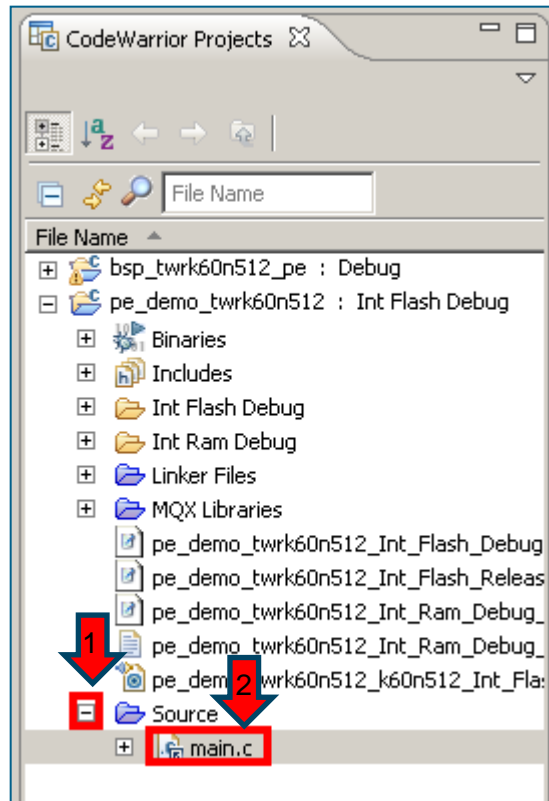 CodeWarrior Projects
File Name
File Name
bsp_twrk60n512_pe : Debug
pe_demo_twrk60n512 : Int Flash Debug
Binaries
Includes
Int Flash Debug
Int Ram Debug
Linker Files
MQX Libraries
pe_demo_twrk60n512_Int_Flash_Debug
pe_demo_twrk60n512_Int_Flash_Releas
pe_demo_twrk60n512_Int_Ram_Debug_
1
pe_demo_twrk60n512_Int_Ram_Debug_
2
pe_dem wrk60n512_k60n512_Int_Fla
Source
main.c